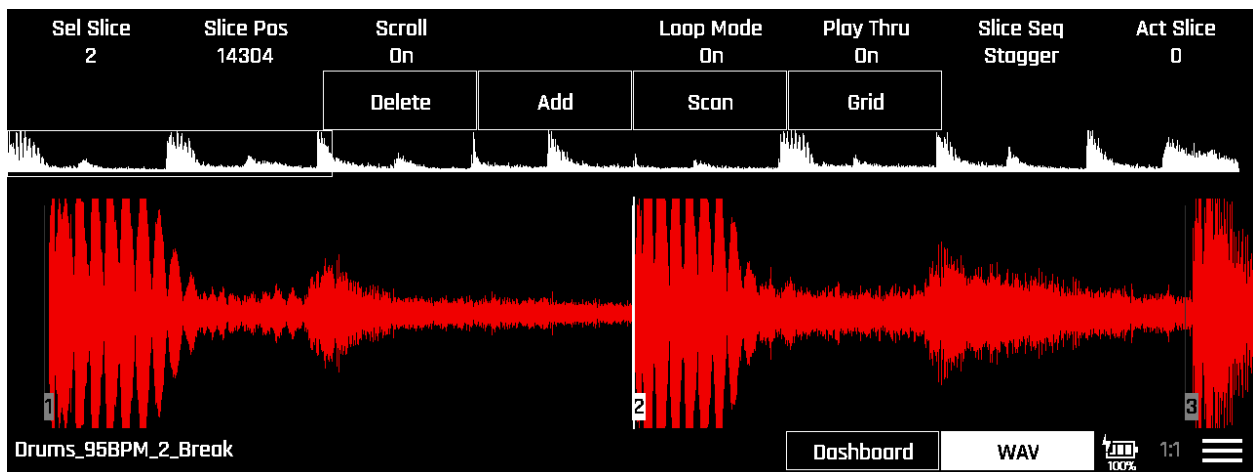 Sel Slice Slice Pos Scroll Loop Mode Play Thru Slice Seq Act Slice
2 14304 On On On Stagger 0
Delete Add Scan Grid
1 2 3
Drums_95BPM_2_Break Dashboard WAV 100% 1:1